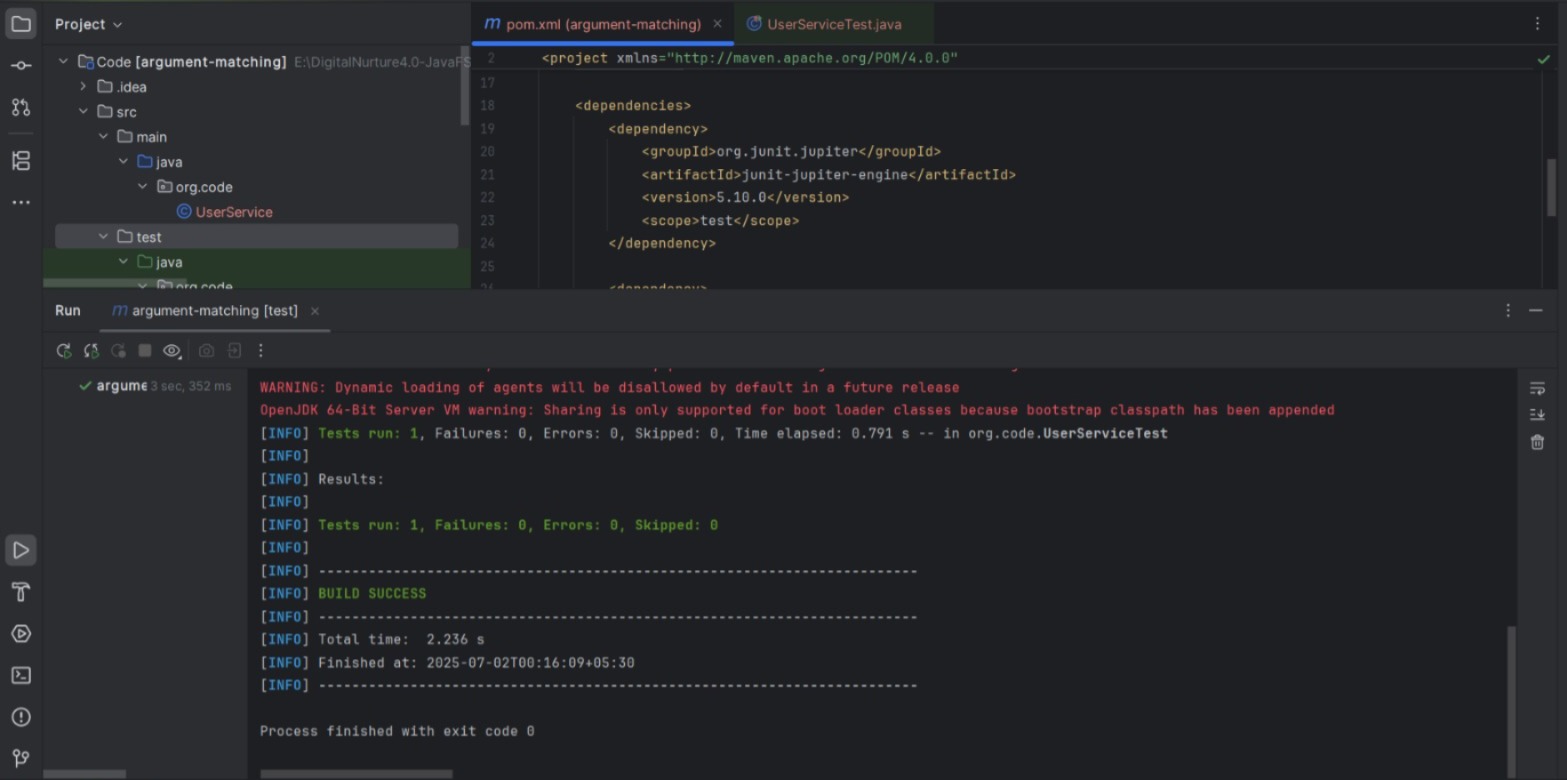 Project
Code [argument-matching] E:\DigitalNurture4.0-JavaFS
.idea
src
main
java
org.code
UserService
test
java
org.code
pom.xml (argument-matching)
UserServiceTest.java
2 <project xmlns="http://maven.apache.org/POM/4.0.0"
17
18 <dependencies>
19 <dependency>
20 <groupId>org.junit.jupiter</groupId>
21 <artifactId>junit-jupiter-engine</artifactId>
22 <version>5.10.0</version>
23 <scope>test</scope>
24 </dependency>
25
26 <dependency>
Run argument-matching [test]
argume 3 sec, 352 ms
WARNING: Dynamic loading of agents will be disallowed by default in a future release
OpenJDK 64-Bit Server VM warning: Sharing is only supported for boot loader classes because bootstrap classpath has been appended
[INFO] Tests run: 1, Failures: 0, Errors: 0, Skipped: 0, Time elapsed: 0.791 s -- in org.code.UserServiceTest
[INFO]
[INFO] Results:
[INFO]
[INFO] Tests run: 1, Failures: 0, Errors: 0, Skipped: 0
[INFO]
[INFO] ------------------------------------------------------------------------
[INFO] BUILD SUCCESS
[INFO] ------------------------------------------------------------------------
[INFO] Total time:  2.236 s
[INFO] Finished at: 2025-07-02T00:16:09+05:30
[INFO] ------------------------------------------------------------------------
Process finished with exit code 0